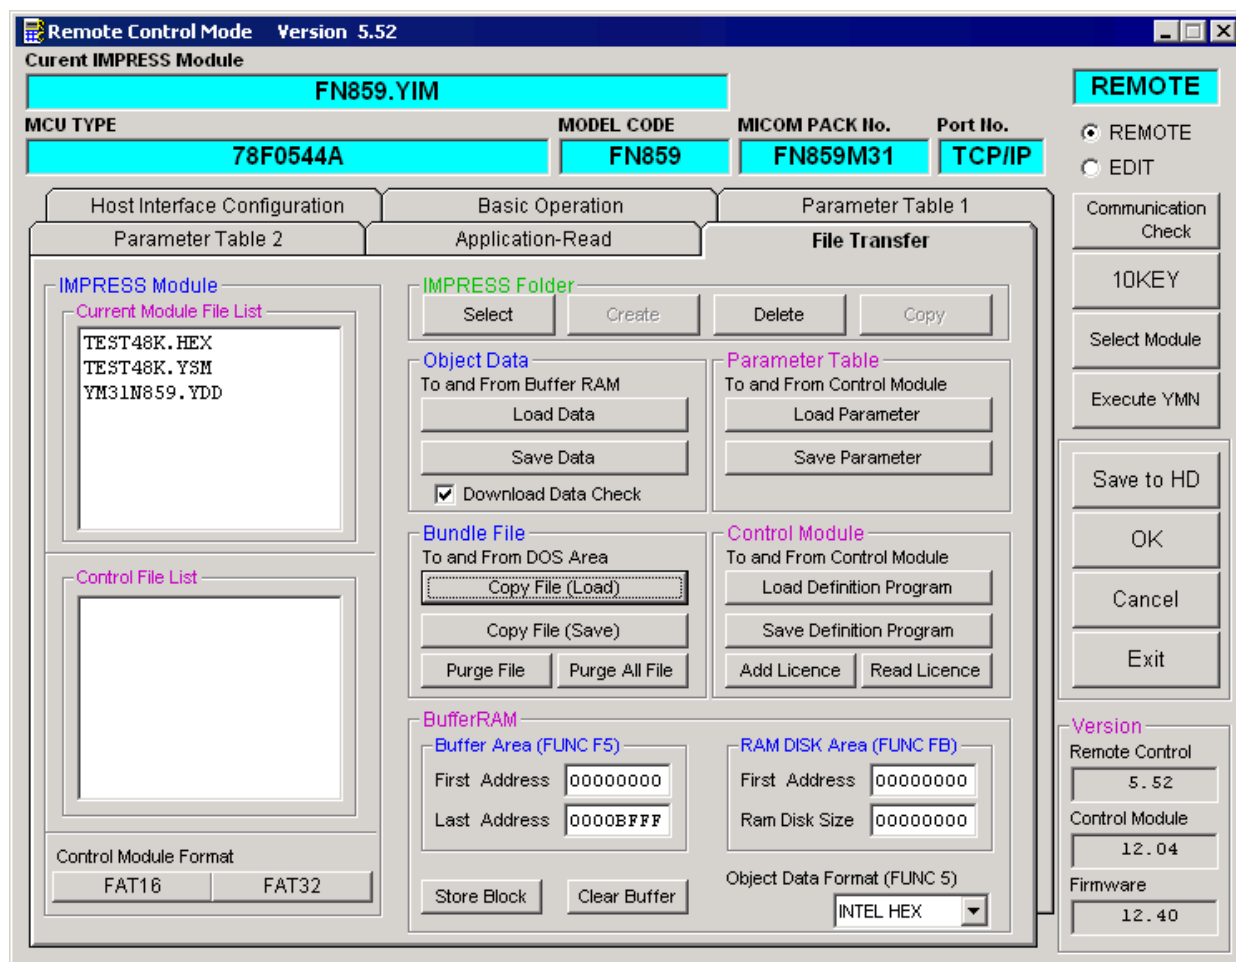 Remote Control Mode Version 5.52
Curent IMPRESS Module
FN859.YIM
REMOTE
MCU TYPE MODEL CODE MICOM PACK No. Port No.
78F0544A FN859 FN859M31 TCP/IP
REMOTE
EDIT
Host Interface Configuration Basic Operation Parameter Table 1
Parameter Table 2 Application-Read File Transfer
Communication
Check
10KEY
Select Module
Execute YMN
Save to HD
OK
Cancel
Exit
IMPRESS Module
Current Module File List
TEST48K.HEX
TEST48K.YSM
YM31N859.YDD
Control File List
Control Module Format
FAT16 FAT32
IMPRESS Folder
Select Create Delete Copy
Object Data
To and From Buffer RAM
Load Data
Save Data
Download Data Check
Parameter Table
To and From Control Module
Load Parameter
Save Parameter
Bundle File
To and From DOS Area
Copy File (Load)
Copy File (Save)
Purge File Purge All File
Control Module
To and From Control Module
Load Definition Program
Save Definition Program
Add Licence Read Licence
BufferRAM
Buffer Area (FUNC F5)
First Address 00000000
Last Address 0000BFFF
RAM DISK Area (FUNC FB)
First Address 00000000
Ram Disk Size 00000000
Store Block Clear Buffer
Object Data Format (FUNC 5)
INTEL HEX
Version
Remote Control
5.52
Control Module
12.04
Firmware
12.40